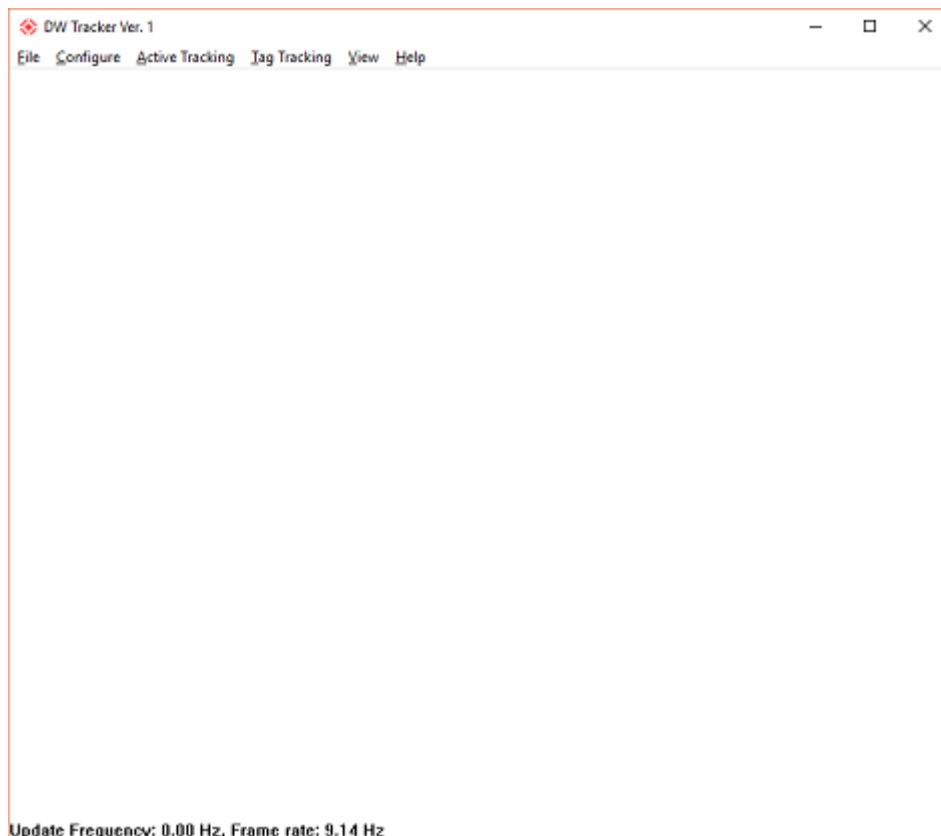 DW Tracker Ver. 1
File Configure Active Tracking Tag Tracking View Help
Update Frequency: 0.00 Hz, Frame rate: 9.14 Hz